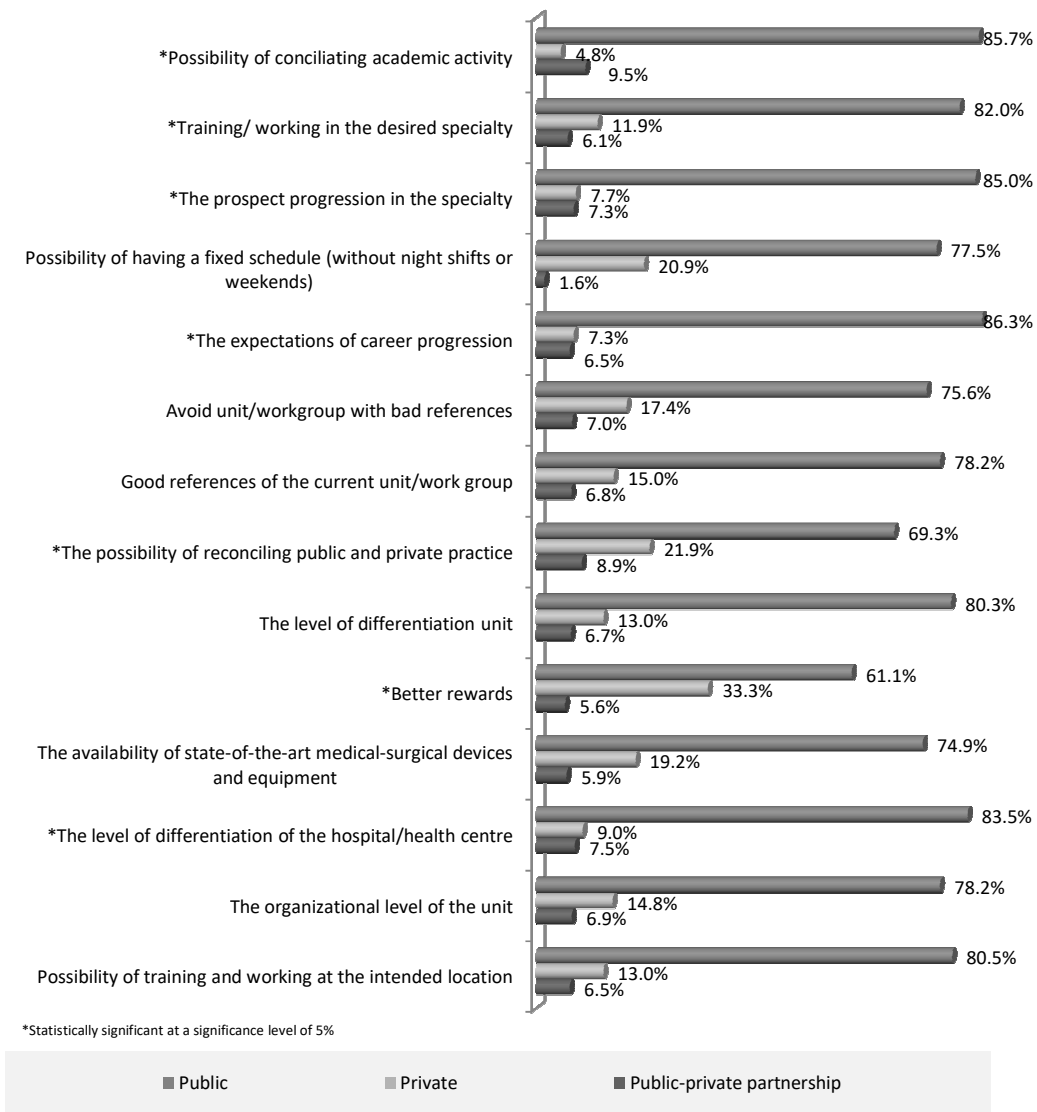 85.7%
*Possibility of conciliating academic activity
4.8%
9.5%
82.0%
*Training/ working in the desired specialty
11.9%
6.1%
85.0%
*The prospect progression in the specialty
7.7%
7.3%
77.5%
Possibility of having a fixed schedule (without night shifts or
weekends)
20.9%
1.6%
86.3%
*The expectations of career progression
7.3%
6.5%
75.6%
Avoid unit/workgroup with bad references
17.4%
7.0%
78.2%
Good references of the current unit/work group
15.0%
6.8%
69.3%
*The possibility of reconciling public and private practice
21.9%
8.9%
80.3%
The level of differentiation unit
13.0%
6.7%
61.1%
*Better rewards
33.3%
5.6%
74.9%
The availability of state-of-the-art medical-surgical devices
and equipment
19.2%
5.9%
83.5%
*The level of differentiation of the hospital/health centre
9.0%
7.5%
78.2%
The organizational level of the unit
14.8%
6.9%
80.5%
Possibility of training and working at the intended location
13.0%
6.5%
*Statistically significant at a significance level of 5%
Public Private Public-private partnership